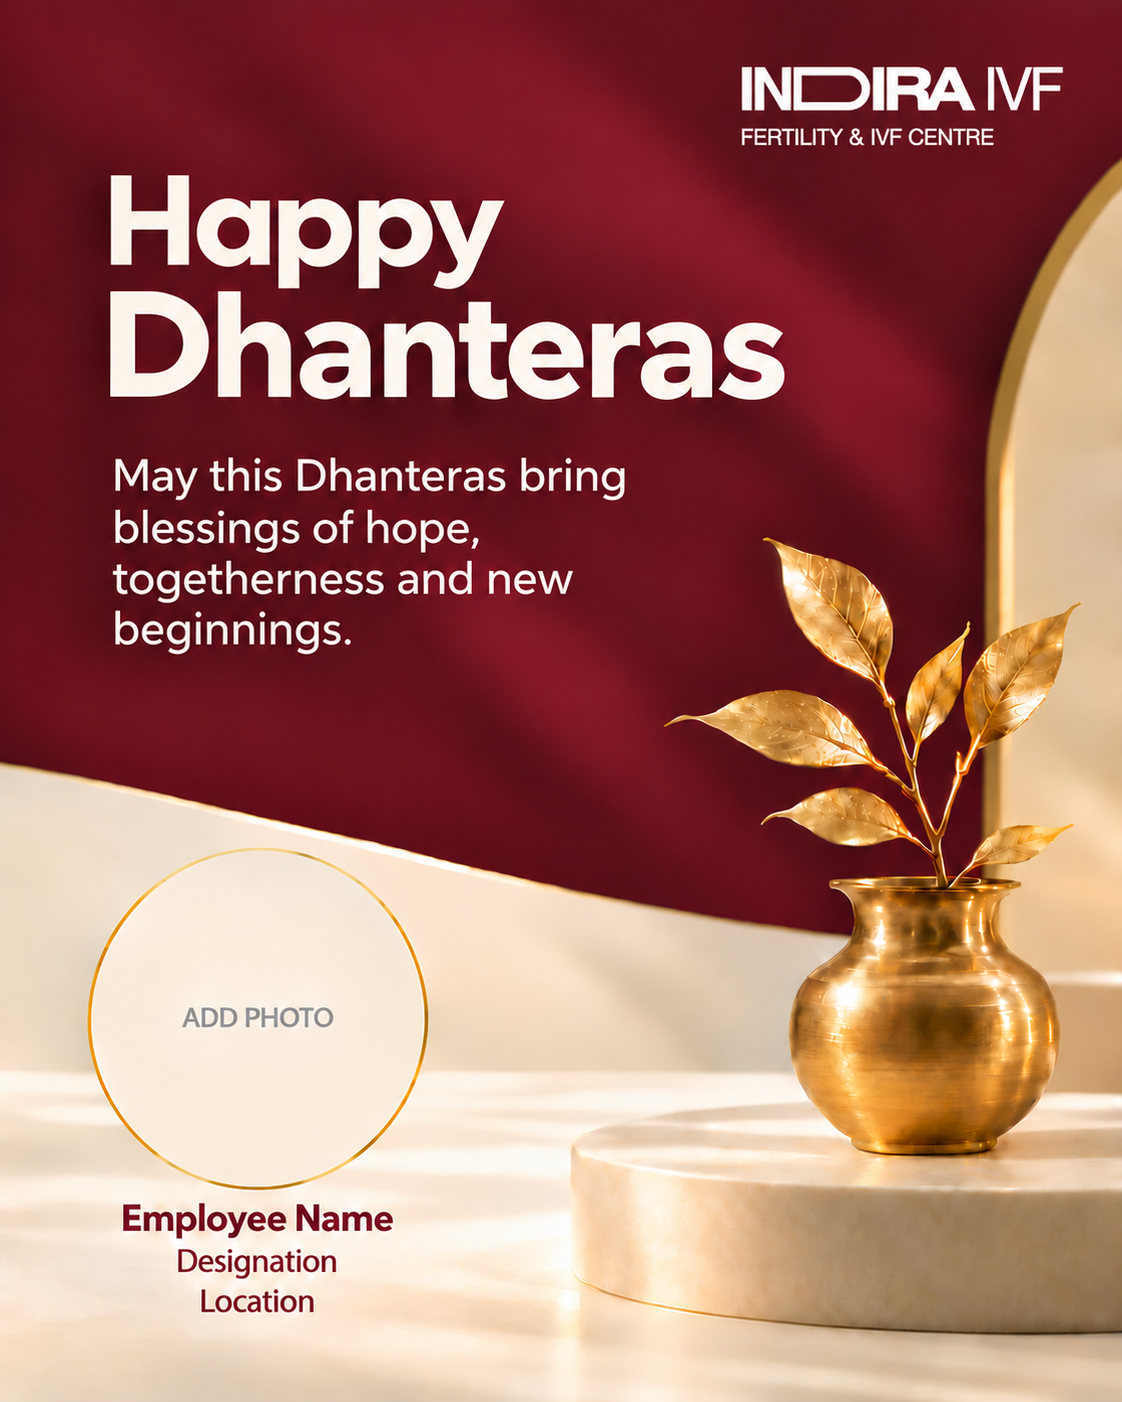 INDIRA IVF
FERTILITY & IVF CENTRE
Happy
Dhanteras
May this Dhanteras bring
blessings of hope,
togetherness and new
beginnings.
ADD PHOTO
Employee Name
Designation
Location